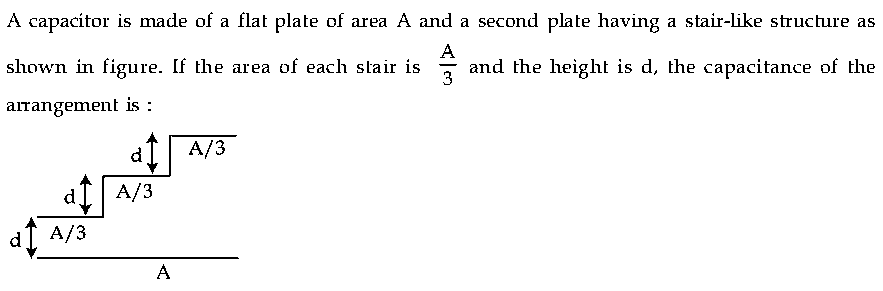 A capacitor is made of a flat plate of area A and a second plate having a stair-like structure as
shown in figure. If the area of each stair is A/3 and the height is d, the capacitance of the
arrangement is :
d A/3
d A/3
d A/3
A